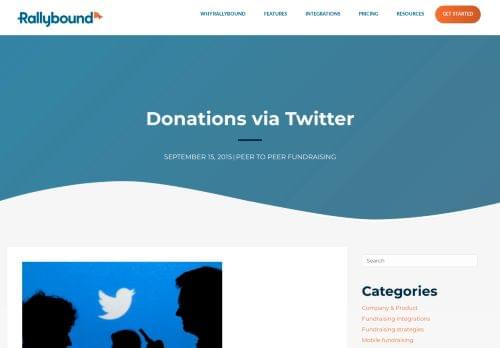 Rallybound
WHY RALLYBOUND FEATURES INTEGRATIONS PRICING RESOURCES GET STARTED
Donations via Twitter
SEPTEMBER 15, 2015 | PEER TO PEER FUNDRAISING
Search
Categories
Company & Product
Fundraising integrations
Fundraising strategies
Mobile fundraising